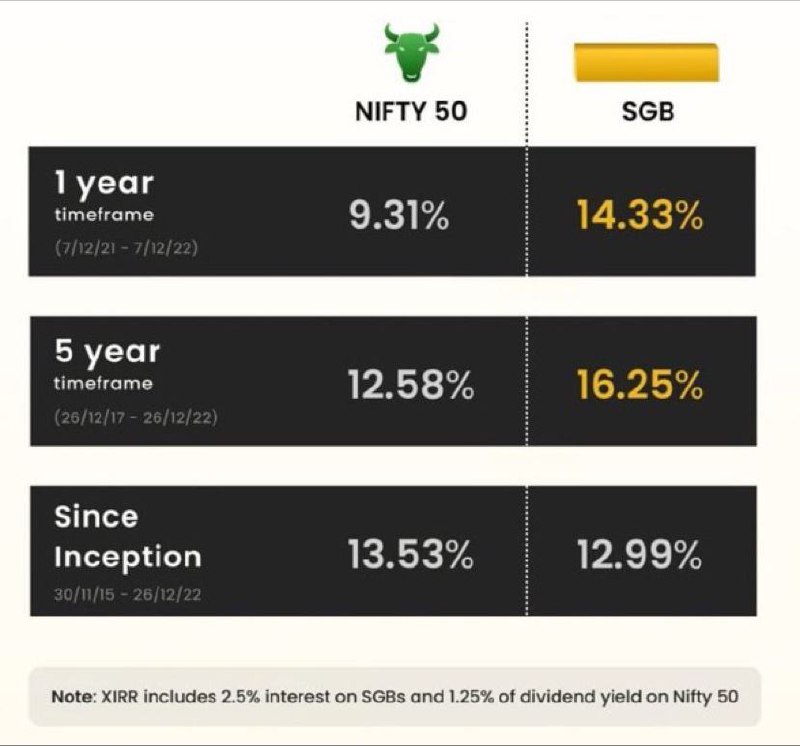 NIFTY 50
SGB
1 year
timeframe
(7/12/21 - 7/12/22)
9.31%
14.33%
5 year
timeframe
(26/12/17 - 26/12/22)
12.58%
16.25%
Since
Inception
30/11/15 - 26/12/22
13.53%
12.99%
Note: XIRR includes 2.5% interest on SGBs and 1.25% of dividend yield on Nifty 50